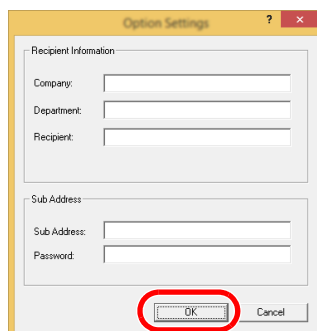 Option Settings
?
×
Recipient Information
Company:
Department:
Recipient:
Sub Address
Sub Address:
Password:
OK
Cancel